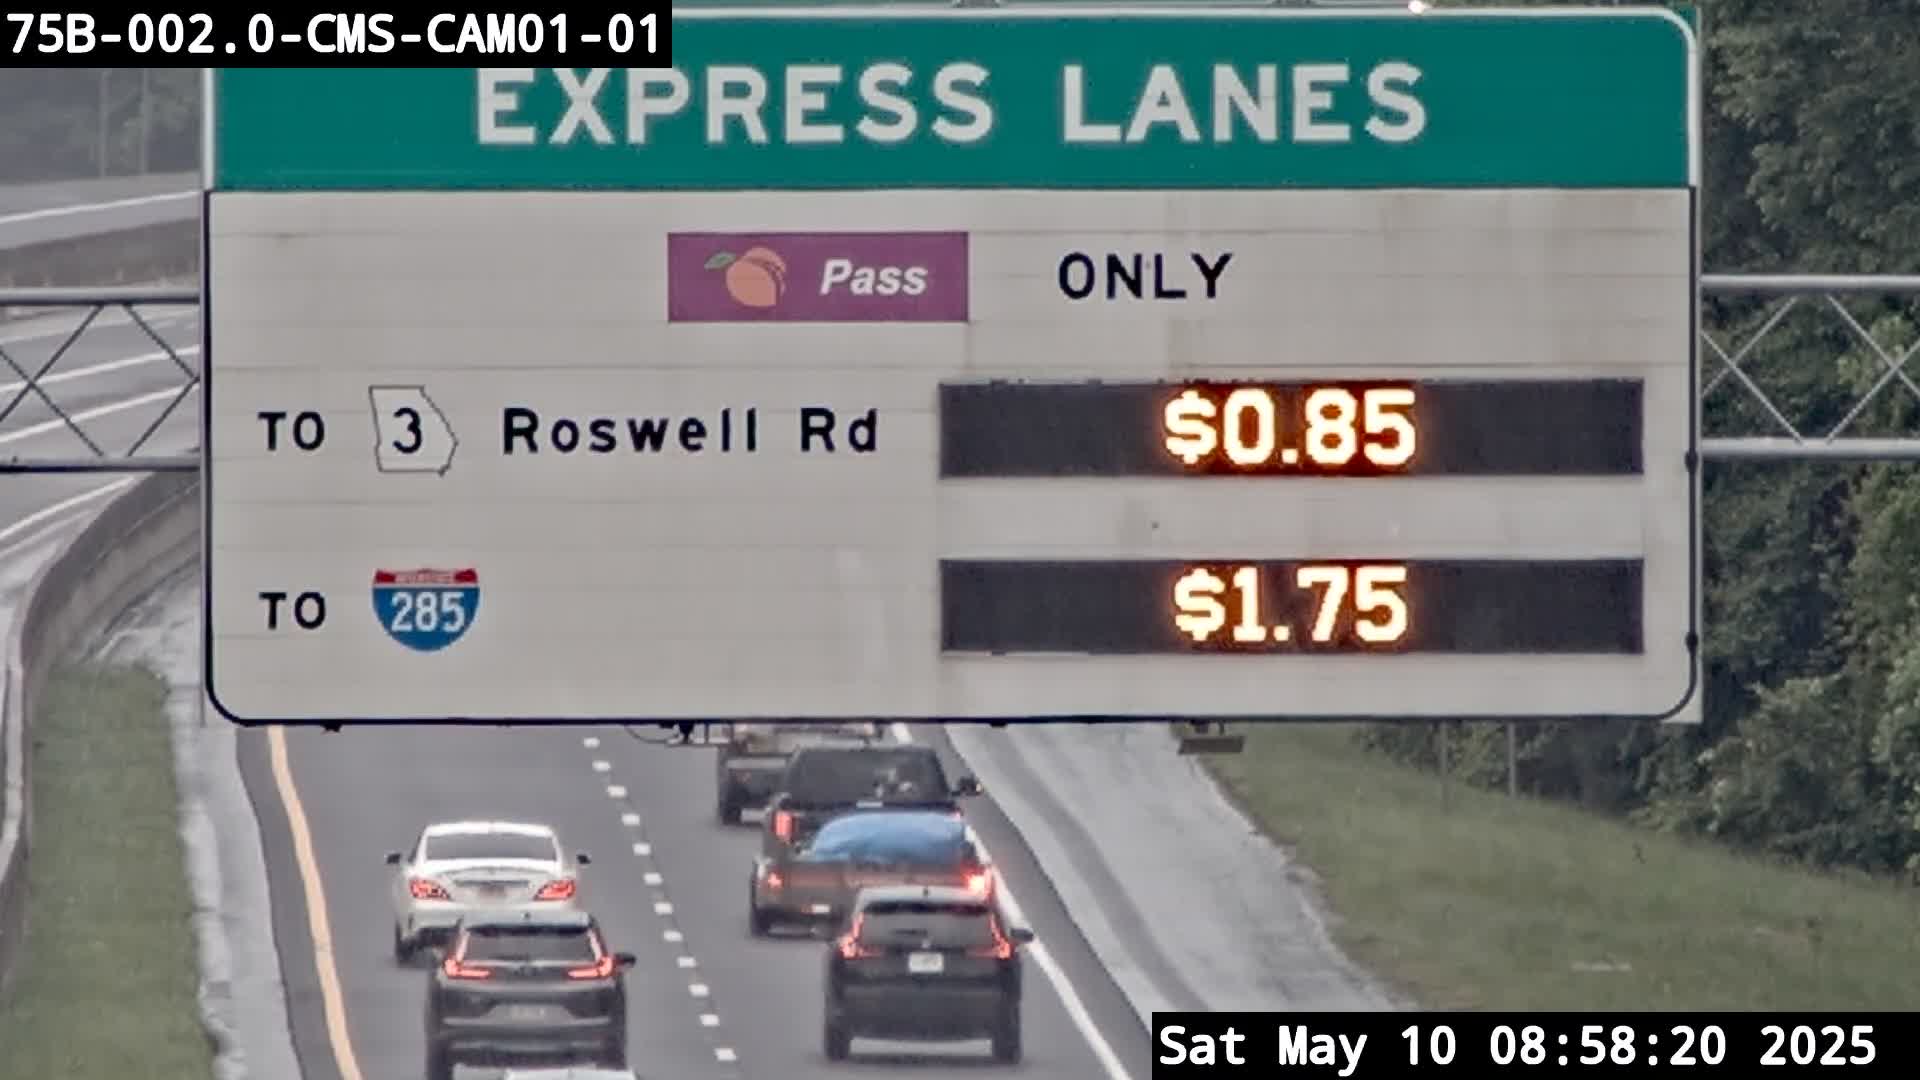 75B-002.0-CMS-CAM01-01
EXPRESS LANES
Pass ONLY
TO 3 Roswell Rd $0.85
TO 285 $1.75
Sat May 10 08:58:20 2025